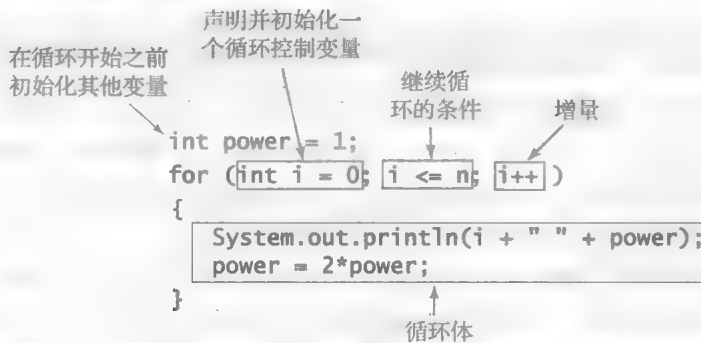 声明并初始化一
个循环控制变量
在循环开始之前
初始化其他变量
继续循
环的条件
增量
int power = 1;
for (int i = 0; i <= n; i++ )
{
System.out.println(i + " " + power);
power = 2*power;
}
循环体